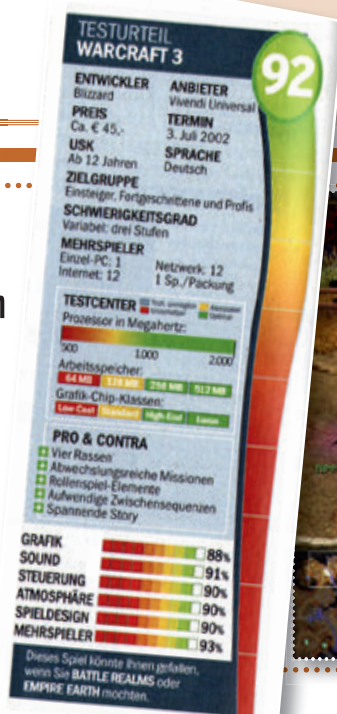 TESTURTEIL
WARCRAFT 3
92
ENTWICKLER
Blizzard
ANBIETER
Vivendi Universal
PREIS
Ca. € 45,-
TERMIN
3. Juli 2002
USK
Ab 12 Jahren
SPRACHE
Deutsch
ZIELGRUPPE
Einsteiger, Fortgeschrittene und Profis
SCHWIERIGKEITSGRAD
Variabel: drei Stufen
MEHRSPIELER
Einzel-PC: 1
Internet: 12
Netzwerk: 12
1 Sp./Packung
TESTCENTER
Prozessor in Megahertz:
500 1000 2000
Arbeitsspeicher:
64 MB 128 MB 256 MB 512 MB
Grafik-Chip-Klassen:
Low-Cost Standard High-End Luxus
PRO & CONTRA
Vier Rassen
Abwechslungsreiche Missionen
Rollenspiel-Elemente
Aufwendige Zwischensequenzen
Spannende Story
GRAFIK 88%
SOUND 91%
STEUERUNG 90%
ATMOSPHÄRE 90%
SPIELDESIGN 90%
MEHRSPIELER 93%
Dieses Spiel könnte Ihnen gefallen,
wenn Sie BATTLE REALMS oder
EMPIRE EARTH mochten.